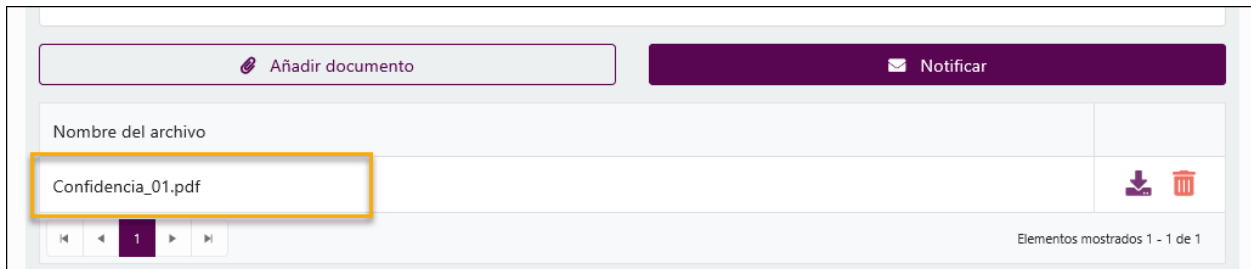 Añadir documento
Notificar
Nombre del archivo
Confidencia_01.pdf
1
Elementos mostrados 1 - 1 de 1